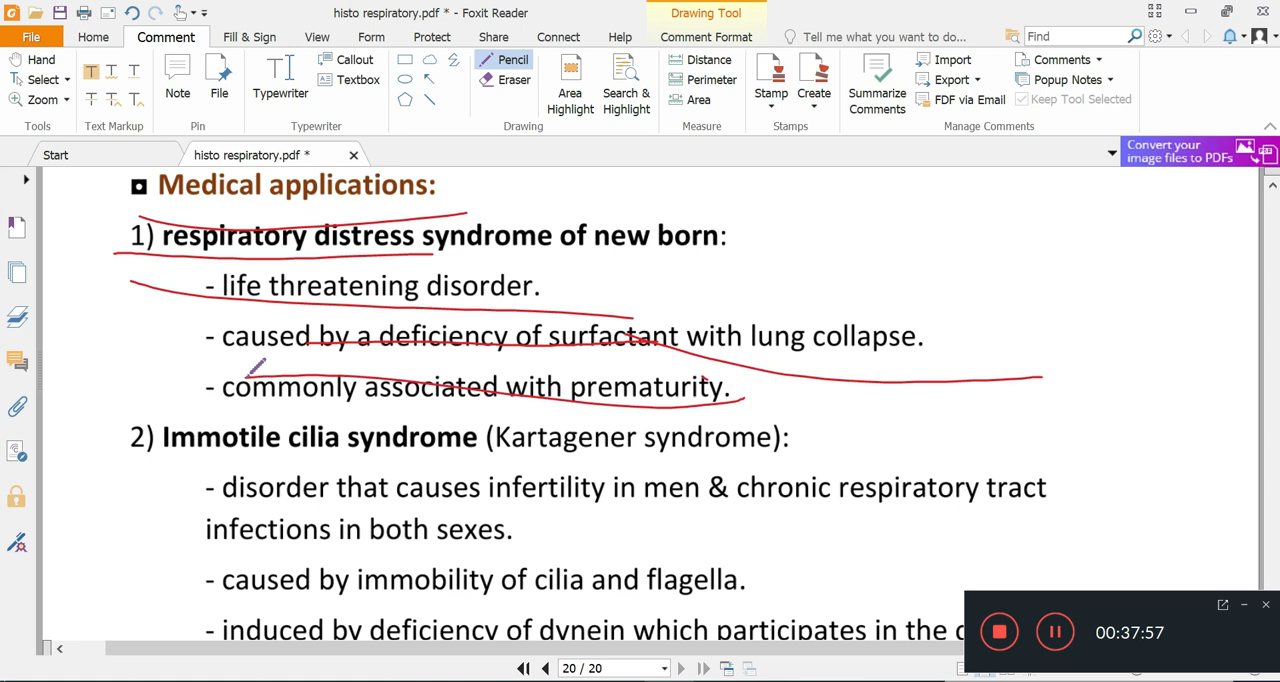 histo respiratory.pdf * - Foxit Reader
Drawing Tool
File
Home
Comment
Fill & Sign
View
Form
Protect
Share
Connect
Help
Comment Format
Tell me what you want to do...
Find
Hand
Select
Zoom
Tools
Text Markup
Note
File
Pin
Typewriter
Callout
Textbox
Typewriter
Pencil
Eraser
Drawing
Area
Highlight
Search &
Highlight
Distance
Perimeter
Area
Measure
Stamp
Create
Stamps
Summarize
Comments
Import
Export
FDF via Email
Comments
Popup Notes
Keep Tool Selected
Manage Comments
Start
histo respiratory.pdf *
Convert your
image files to PDFs
Medical applications:
1) respiratory distress syndrome of new born:
- life threatening disorder.
- caused by a deficiency of surfactant with lung collapse.
- commonly associated with prematurity.
2) Immotile cilia syndrome (Kartagener syndrome):
- disorder that causes infertility in men & chronic respiratory tract
infections in both sexes.
- caused by immobility of cilia and flagella.
- induced by deficiency of dynein which participates in the
00:37:57
20 / 20